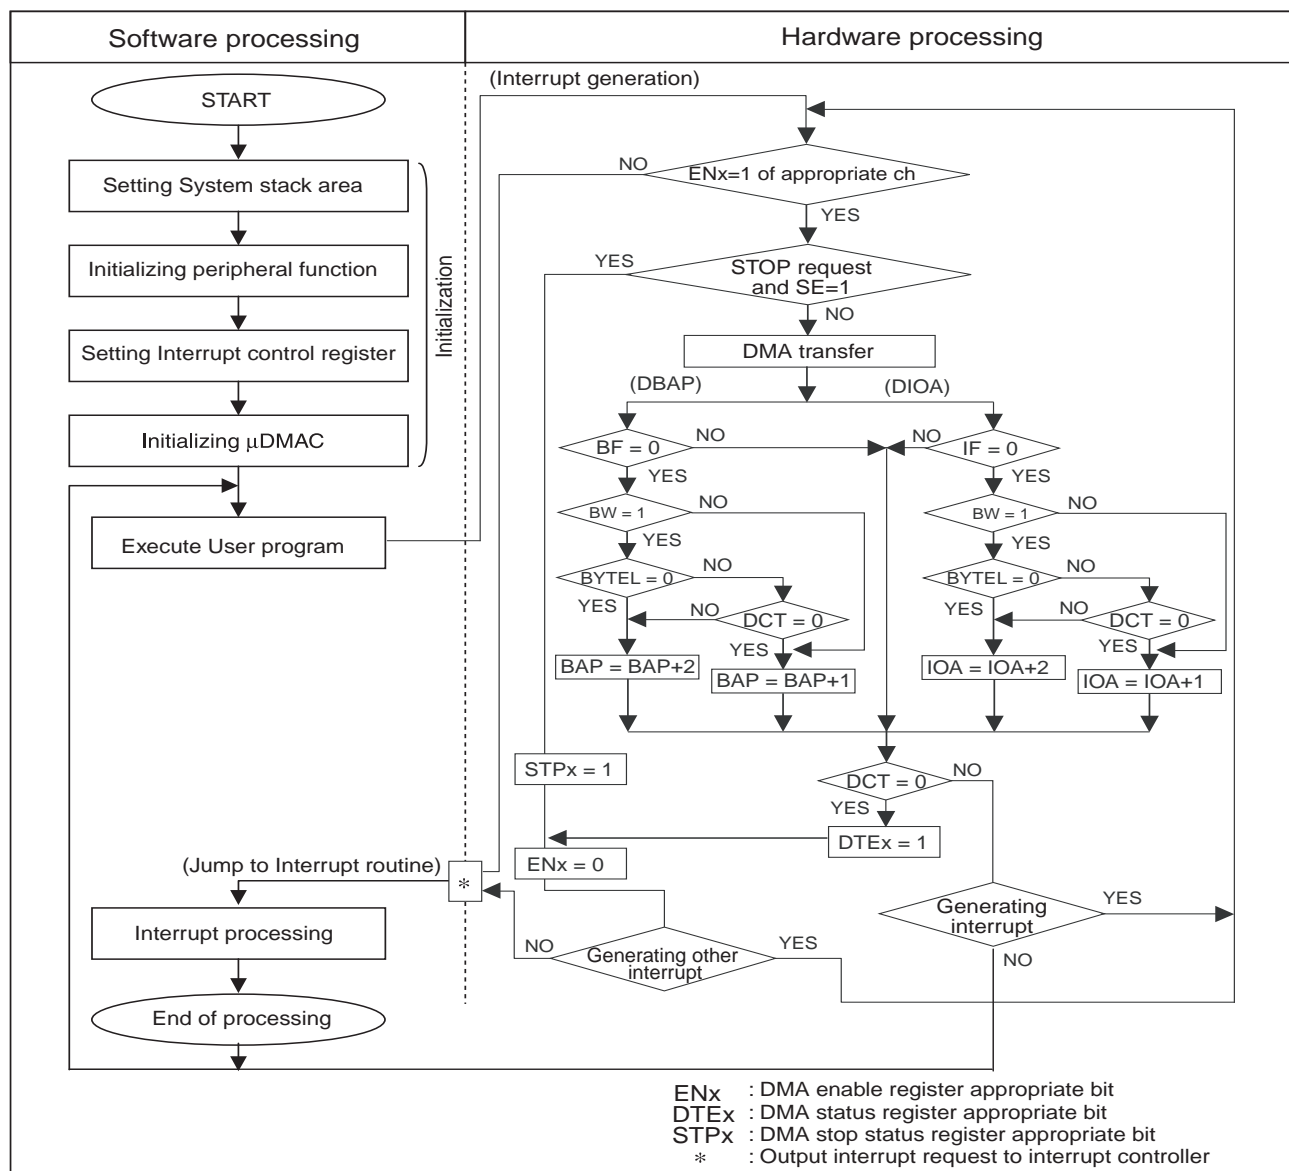 Software processing
Hardware processing
START
Setting System stack area
Initializing peripheral function
Setting Interrupt control register
Initializing μDMAC
Initialization
Execute User program
(Interrupt generation)
NO
ENx=1 of appropriate ch
YES
YES
STOP request
and SE=1
NO
DMA transfer
(DBAP)
(DIOA)
BF = 0
NO
NO
IF = 0
YES
YES
BW = 1
NO
BW = 1
NO
YES
YES
BYTEL = 0
NO
BYTEL = 0
NO
YES
NO
DCT = 0
YES
NO
DCT = 0
YES
YES
BAP = BAP+2
BAP = BAP+1
IOA = IOA+2
IOA = IOA+1
STPx = 1
DCT = 0
NO
YES
DTEx = 1
ENx = 0
(Jump to Interrupt routine)
*
Interrupt processing
End of processing
NO
Generating other
interrupt
YES
Generating
interrupt
YES
NO
ENx : DMA enable register appropriate bit
DTEx : DMA status register appropriate bit
STPx : DMA stop status register appropriate bit
* : Output interrupt request to interrupt controller